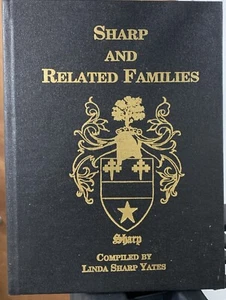 SHARP
AND
RELATED FAMILIES
Sharp
COMPILED BY
LINDA SHARP YATES